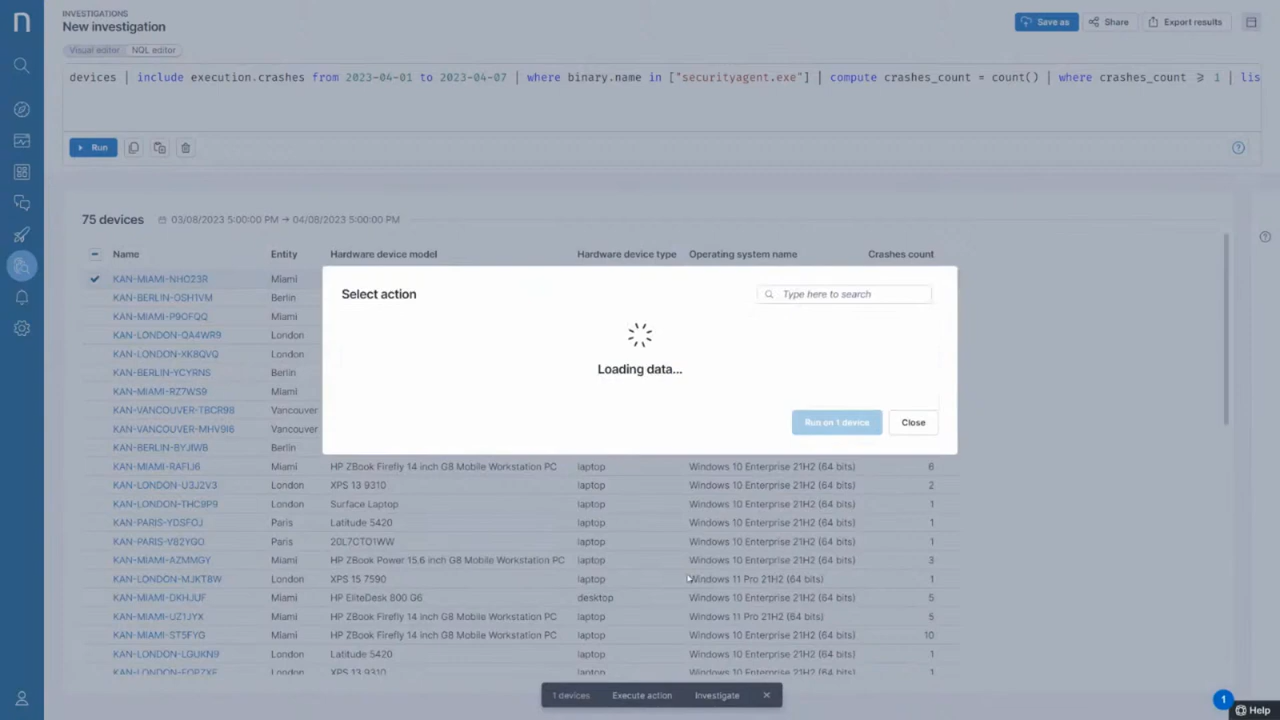 INVESTIGATIONS
New investigation
Save as
Share
Export results
Visual editor
NQL editor
devices | include execution.crashes from 2023-04-01 to 2023-04-07 | where binary.name in ["securityagent.exe"] | compute crashes_count = count() | where crashes_count ⩾ 1 | lis
Run
75 devices 03/08/2023 5:00:00 PM → 04/08/2023 5:00:00 PM
Name Entity Hardware device model Hardware device type Operating system name Crashes count
KAN-MIAMI-NHO23R Miami
KAN-BERLIN-OSH1VM Berlin
KAN-MIAMI-P9OFQQ Miami
KAN-LONDON-QA4WR9 London
KAN-LONDON-XK8QVQ London
KAN-BERLIN-YCYRNS Berlin
KAN-MIAMI-RZ7WS9 Miami
KAN-VANCOUVER-TBCR98 Vancouver
KAN-VANCOUVER-MHV9I6 Vancouver
KAN-BERLIN-BYJIWB Berlin
Select action
Type here to search
Loading data...
Run on 1 device
Close
KAN-MIAMI-RAFIJ6 Miami HP ZBook Firefly 14 inch G8 Mobile Workstation PC laptop Windows 10 Enterprise 21H2 (64 bits) 6
KAN-LONDON-U3J2V3 London XPS 13 9310 laptop Windows 10 Enterprise 21H2 (64 bits) 2
KAN-LONDON-THC9P9 London Surface Laptop laptop Windows 10 Enterprise 21H2 (64 bits) 1
KAN-PARIS-YDSFOJ Paris Latitude 5420 laptop Windows 10 Enterprise 21H2 (64 bits) 1
KAN-PARIS-V82YGO Paris 20L7CTO1WW laptop Windows 10 Enterprise 21H2 (64 bits) 1
KAN-MIAMI-AZMMGY Miami HP ZBook Power 15.6 inch G8 Mobile Workstation PC laptop Windows 10 Enterprise 21H2 (64 bits) 3
KAN-LONDON-MJKT8W London XPS 15 7590 laptop Windows 11 Pro 21H2 (64 bits) 1
KAN-MIAMI-DKHJUF Miami HP EliteDesk 800 G6 desktop Windows 10 Enterprise 21H2 (64 bits) 5
KAN-MIAMI-UZ1JYX Miami HP ZBook Firefly 14 inch G8 Mobile Workstation PC laptop Windows 11 Pro 21H2 (64 bits) 5
KAN-MIAMI-ST5FYG Miami HP ZBook Firefly 14 inch G8 Mobile Workstation PC laptop Windows 10 Enterprise 21H2 (64 bits) 10
KAN-LONDON-LGUKN9 London Latitude 5420 laptop Windows 10 Enterprise 21H2 (64 bits) 1
London XPS 13 9310 laptop Windows 10 Enterprise 21H2 (64 bits) 1
1 devices Execute action Investigate
1
Help